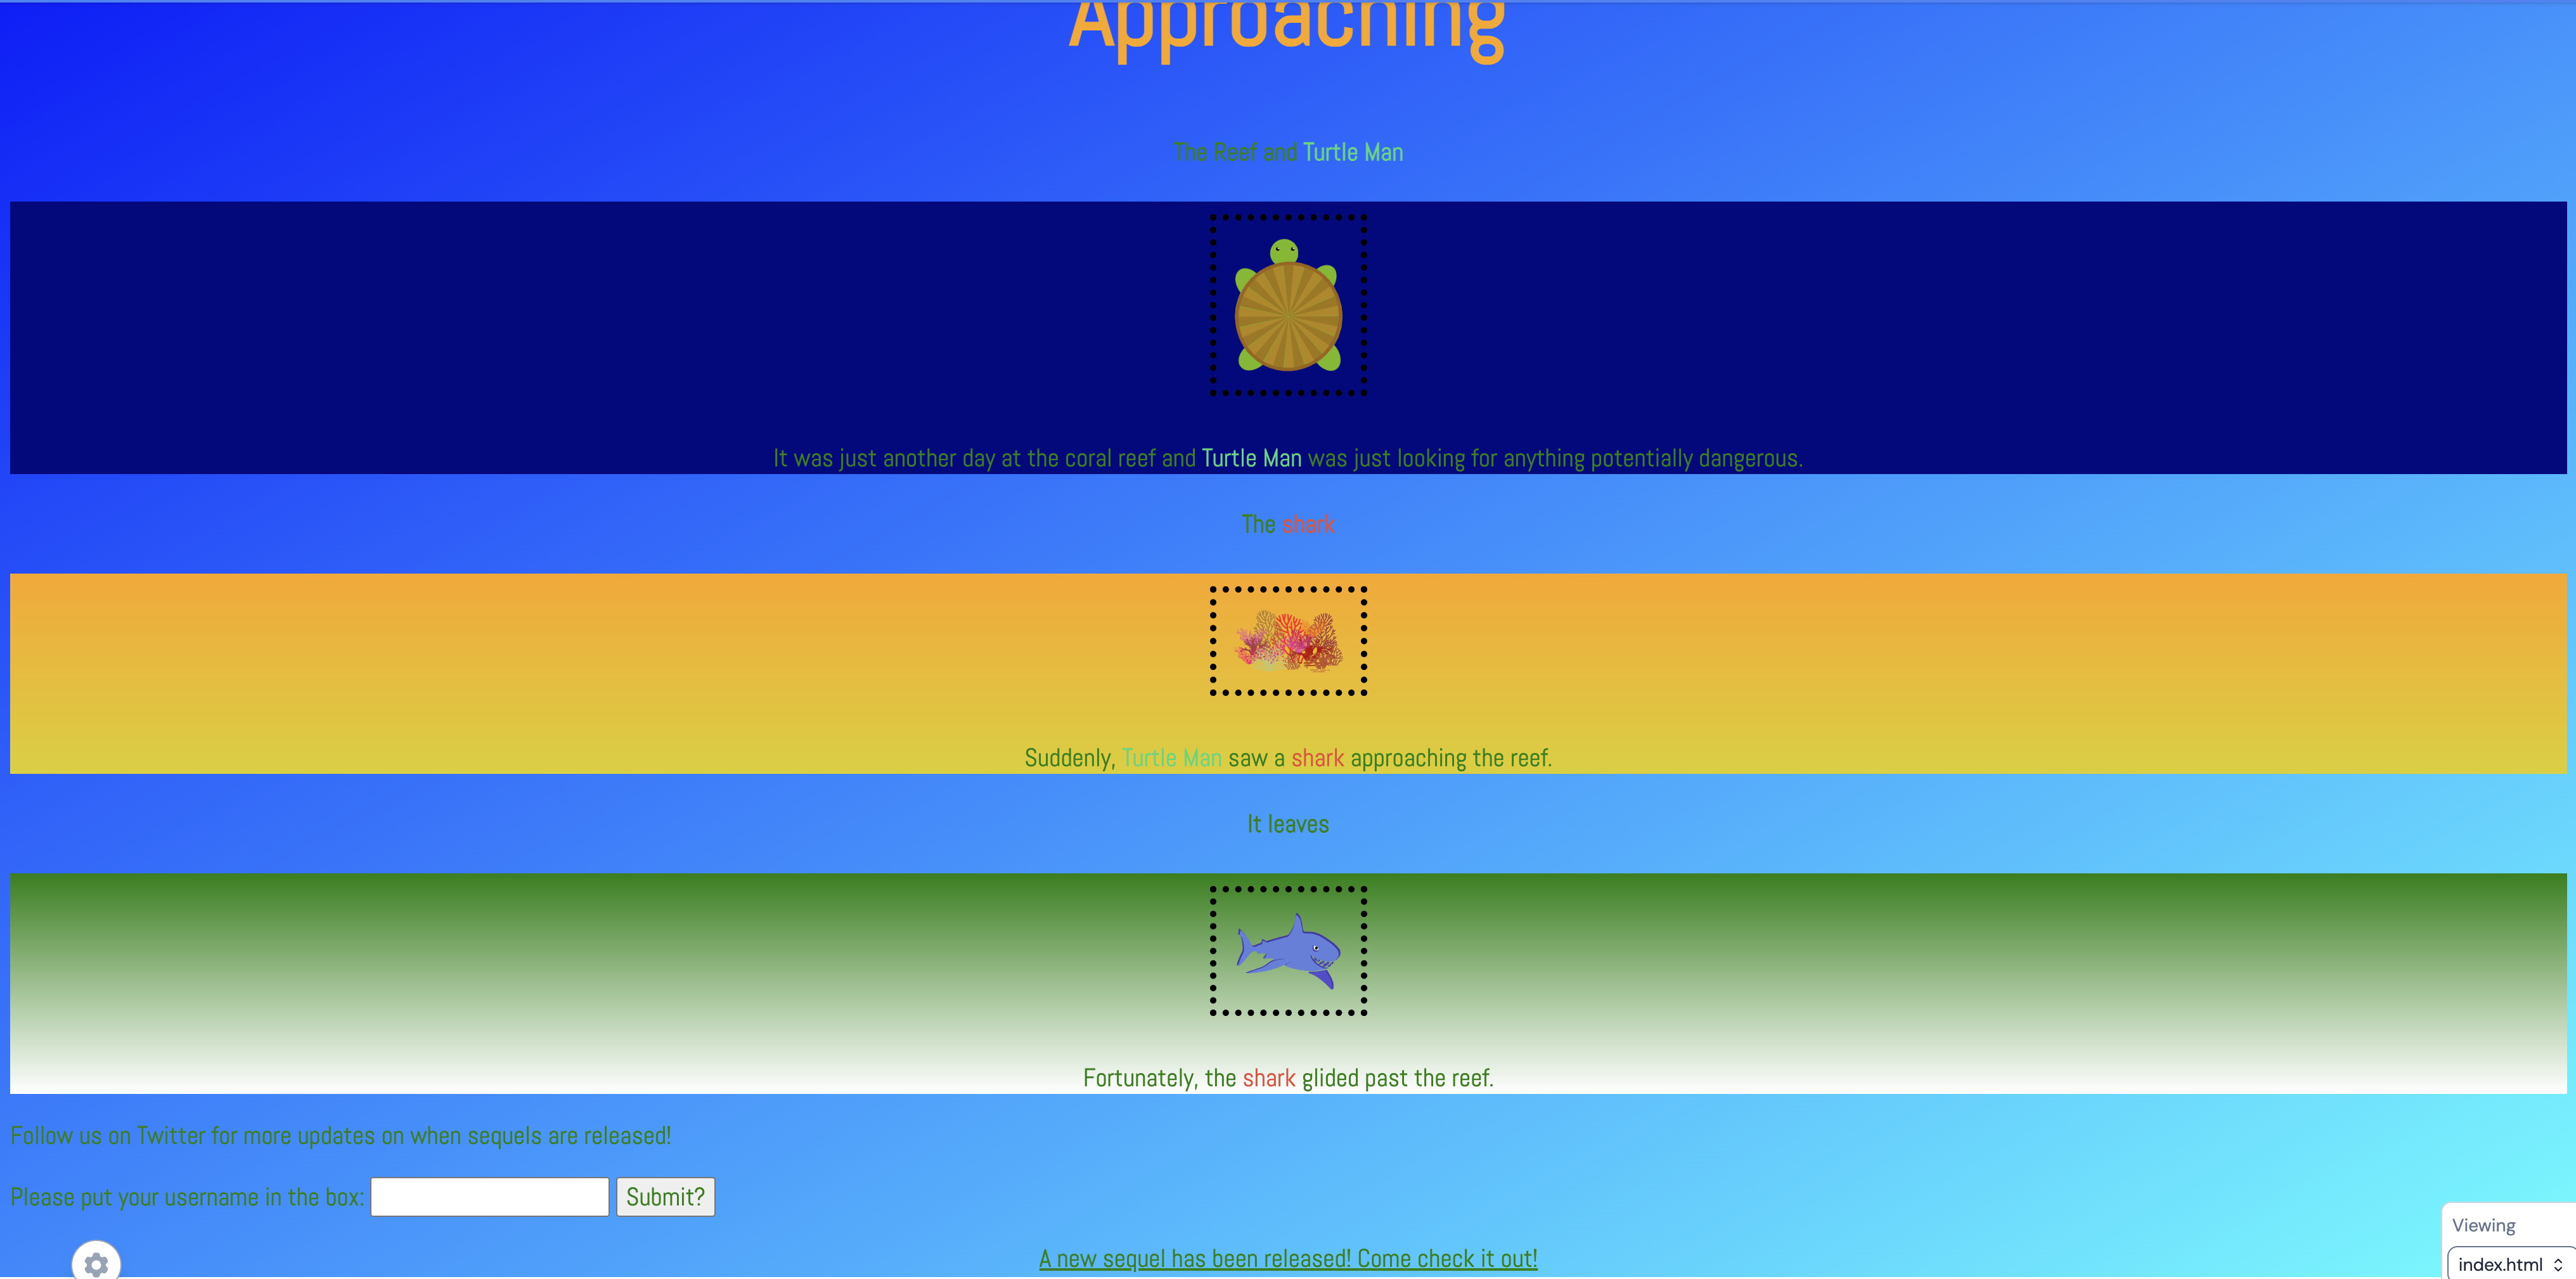 Approaching
The Reef and Turtle Man
It was just another day at the coral reef and Turtle Man was just looking for anything potentially dangerous.
The shark
Suddenly, Turtle Man saw a shark approaching the reef.
It leaves
Fortunately, the shark glided past the reef.
Follow us on Twitter for more updates on when sequels are released!
Please put your username in the box: Submit?
A new sequel has been released! Come check it out!
Viewing
index.html